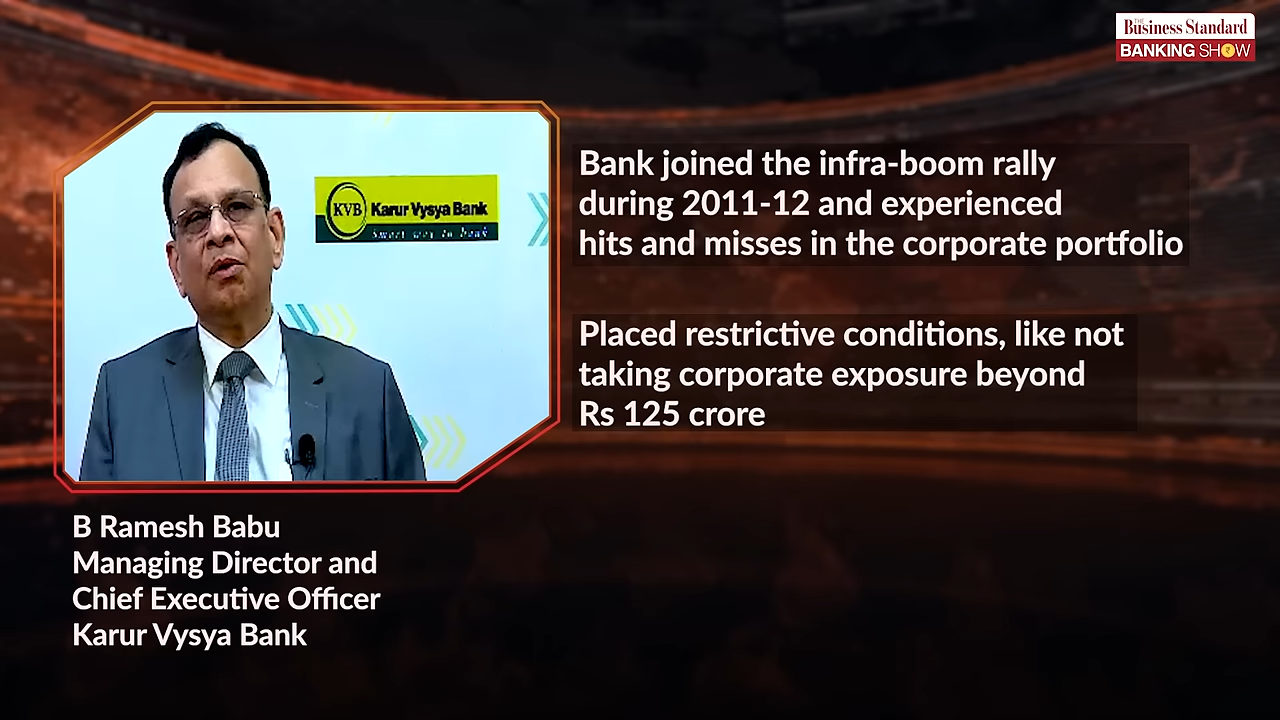 THE
Business Standard
BANKING SHOW
Bank joined the infra-boom rally
during 2011-12 and experienced
hits and misses in the corporate portfolio
KVB Karur Vysya Bank
Smart way to bank
Placed restrictive conditions, like not
taking corporate exposure beyond
Rs 125 crore
B Ramesh Babu
Managing Director and
Chief Executive Officer
Karur Vysya Bank